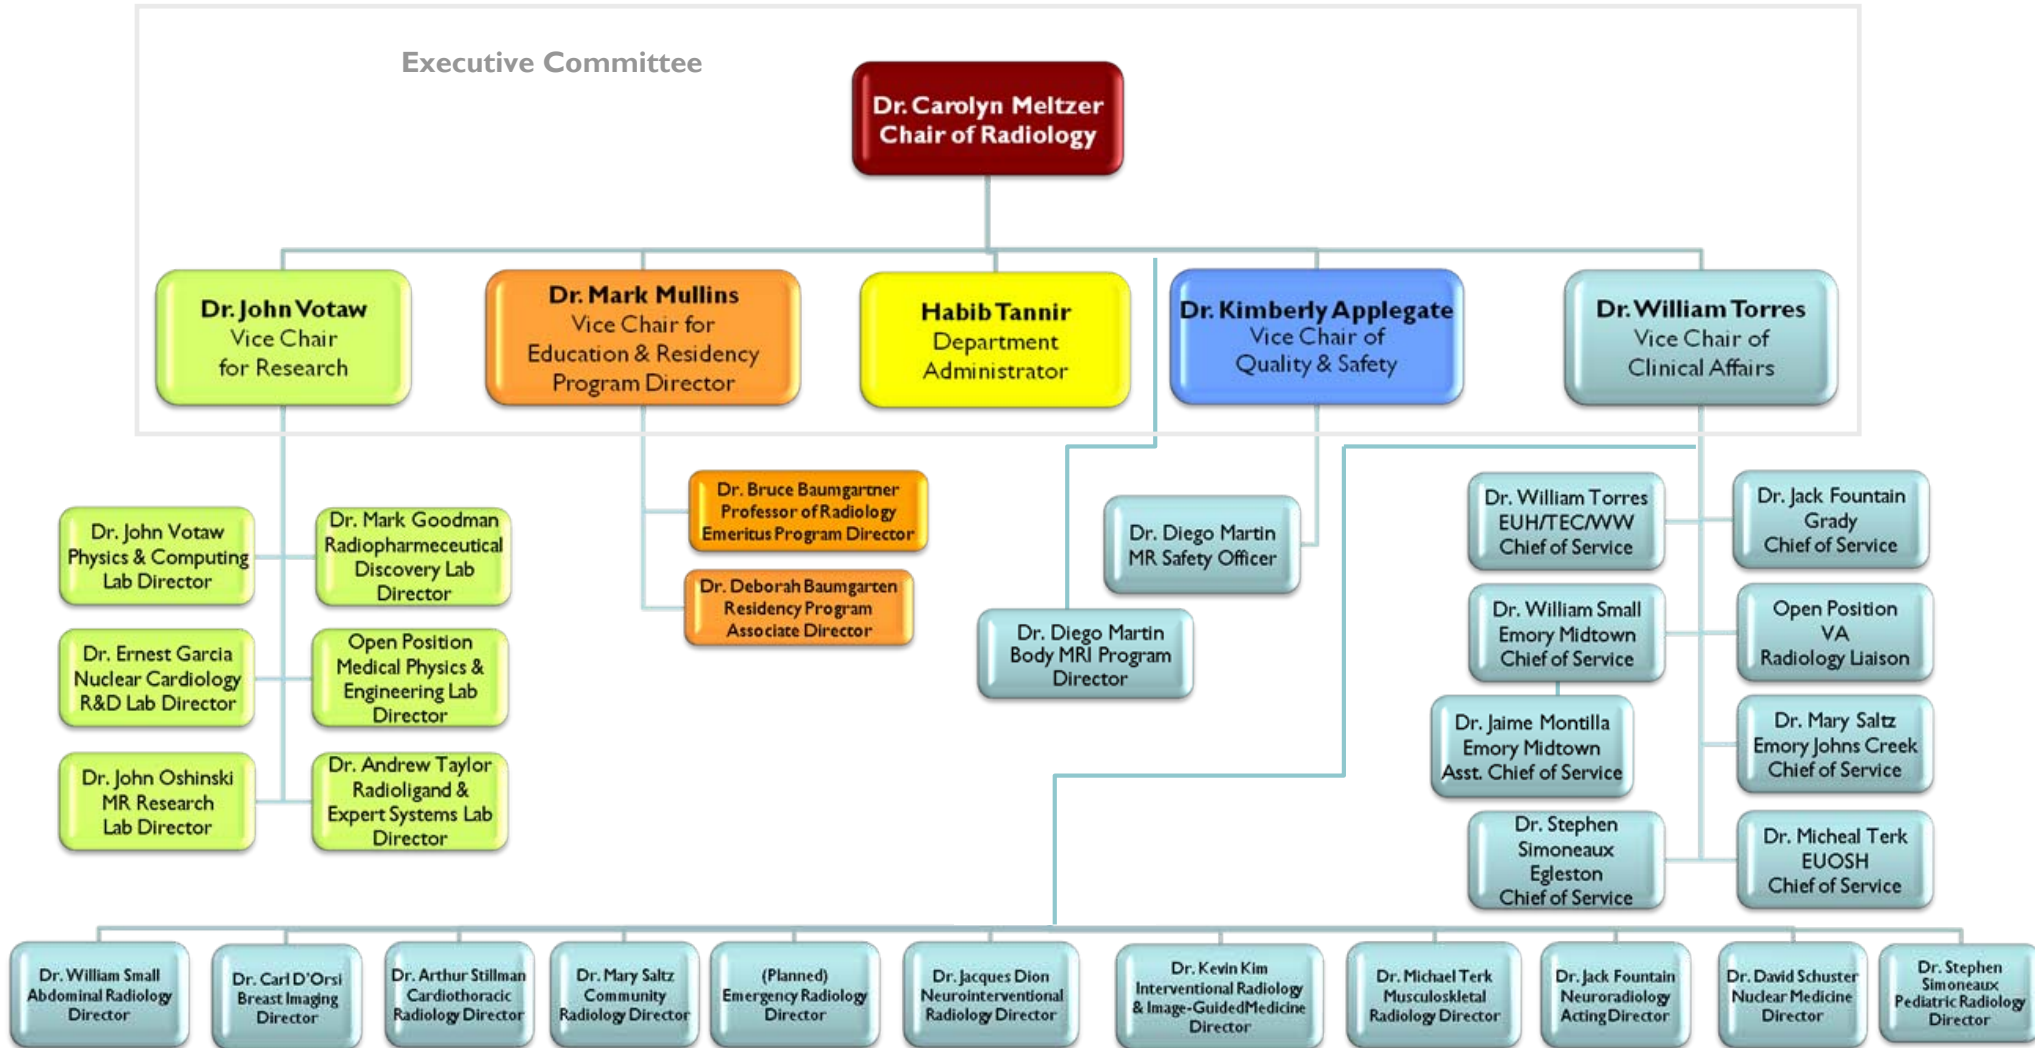 Executive Committee
Dr. Carolyn Meltzer
Chair of Radiology
Dr. John Votaw
Vice Chair
for Research
Dr. Mark Mullins
Vice Chair for
Education & Residency
Program Director
Habib Tannir
Department
Administrator
Dr. Kimberly Applegate
Vice Chair of
Quality & Safety
Dr. William Torres
Vice Chair of
Clinical Affairs
Dr. John Votaw
Physics & Computing
Lab Director
Dr. Mark Goodman
Radiopharmeceutical
Discovery Lab
Director
Dr. Ernest Garcia
Nuclear Cardiology
R&D Lab Director
Open Position
Medical Physics &
Engineering Lab
Director
Dr. John Oshinski
MR Research
Lab Director
Dr. Andrew Taylor
Radioligand &
Expert Systems Lab
Director
Dr. Bruce Baumgartner
Professor of Radiology
Emeritus Program Director
Dr. Deborah Baumgarten
Residency Program
Associate Director
Dr. Diego Martin
MR Safety Officer
Dr. Diego Martin
Body MRI Program
Director
Dr. William Torres
EUH/TEC/WW
Chief of Service
Dr. Jack Fountain
Grady
Chief of Service
Dr. William Small
Emory Midtown
Chief of Service
Open Position
VA
Radiology Liaison
Dr. Jaime Montilla
Emory Midtown
Asst. Chief of Service
Dr. Mary Saltz
Emory Johns Creek
Chief of Service
Dr. Stephen
Simoneaux
Egleston
Chief of Service
Dr. Micheal Terk
EUOSH
Chief of Service
Dr. William Small
Abdominal Radiology
Director
Dr. Carl D'Orsi
Breast Imaging
Director
Dr. Arthur Stillman
Cardiothoracic
Radiology Director
Dr. Mary Saltz
Community
Radiology Director
(Planned)
Emergency Radiology
Director
Dr. Jacques Dion
Neurointerventional
Radiology Director
Dr. Kevin Kim
Interventional Radiology
& Image-GuidedMedicine
Director
Dr. Michael Terk
Musculoskletal
Radiology Director
Dr. Jack Fountain
Neuroradiology
Acting Director
Dr. David Schuster
Nuclear Medicine
Director
Dr. Stephen
Simoneaux
Pediatric Radiology
Director